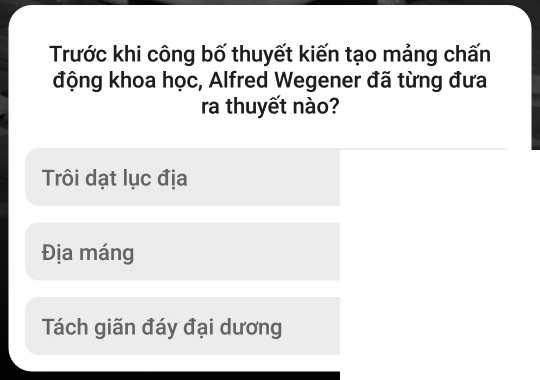 Trước khi công bố thuyết kiến tạo mảng chấn
động khoa học, Alfred Wegener đã từng đưa
ra thuyết nào?
Trôi dạt lục địa
Địa máng
Tách giãn đáy đại dương